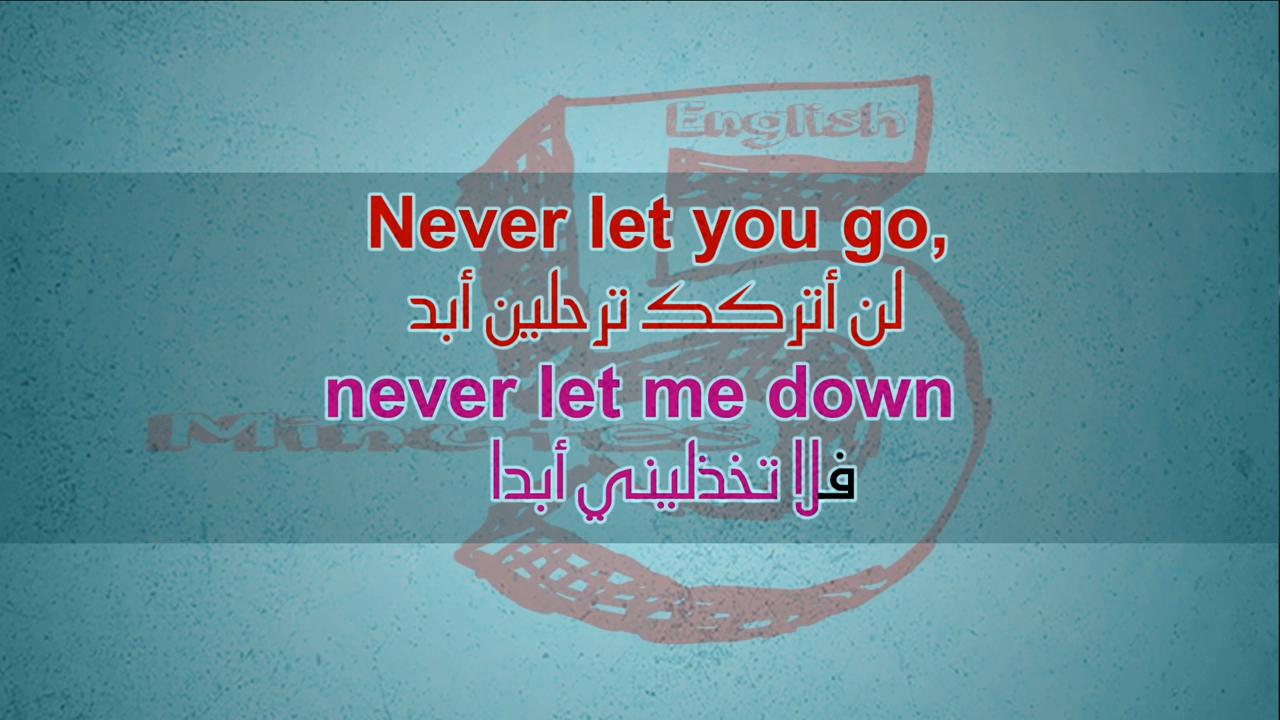 English
Never let you go,
لن أتركك ترحلين أبد
never let me down
Minutes
فلا تخذليني أبدا